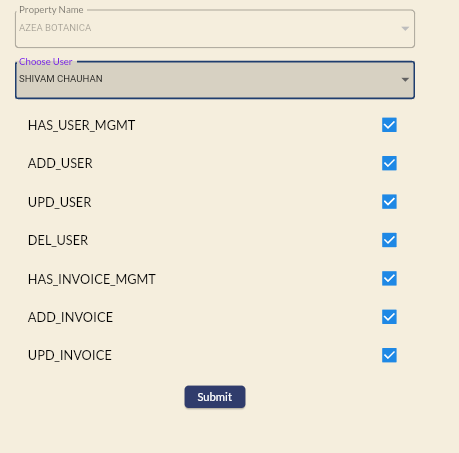 Property Name
AZEA BOTANICA
Choose User
SHIVAM CHAUHAN
HAS_USER_MGMT
ADD_USER
UPD_USER
DEL_USER
HAS_INVOICE_MGMT
ADD_INVOICE
UPD_INVOICE
Submit